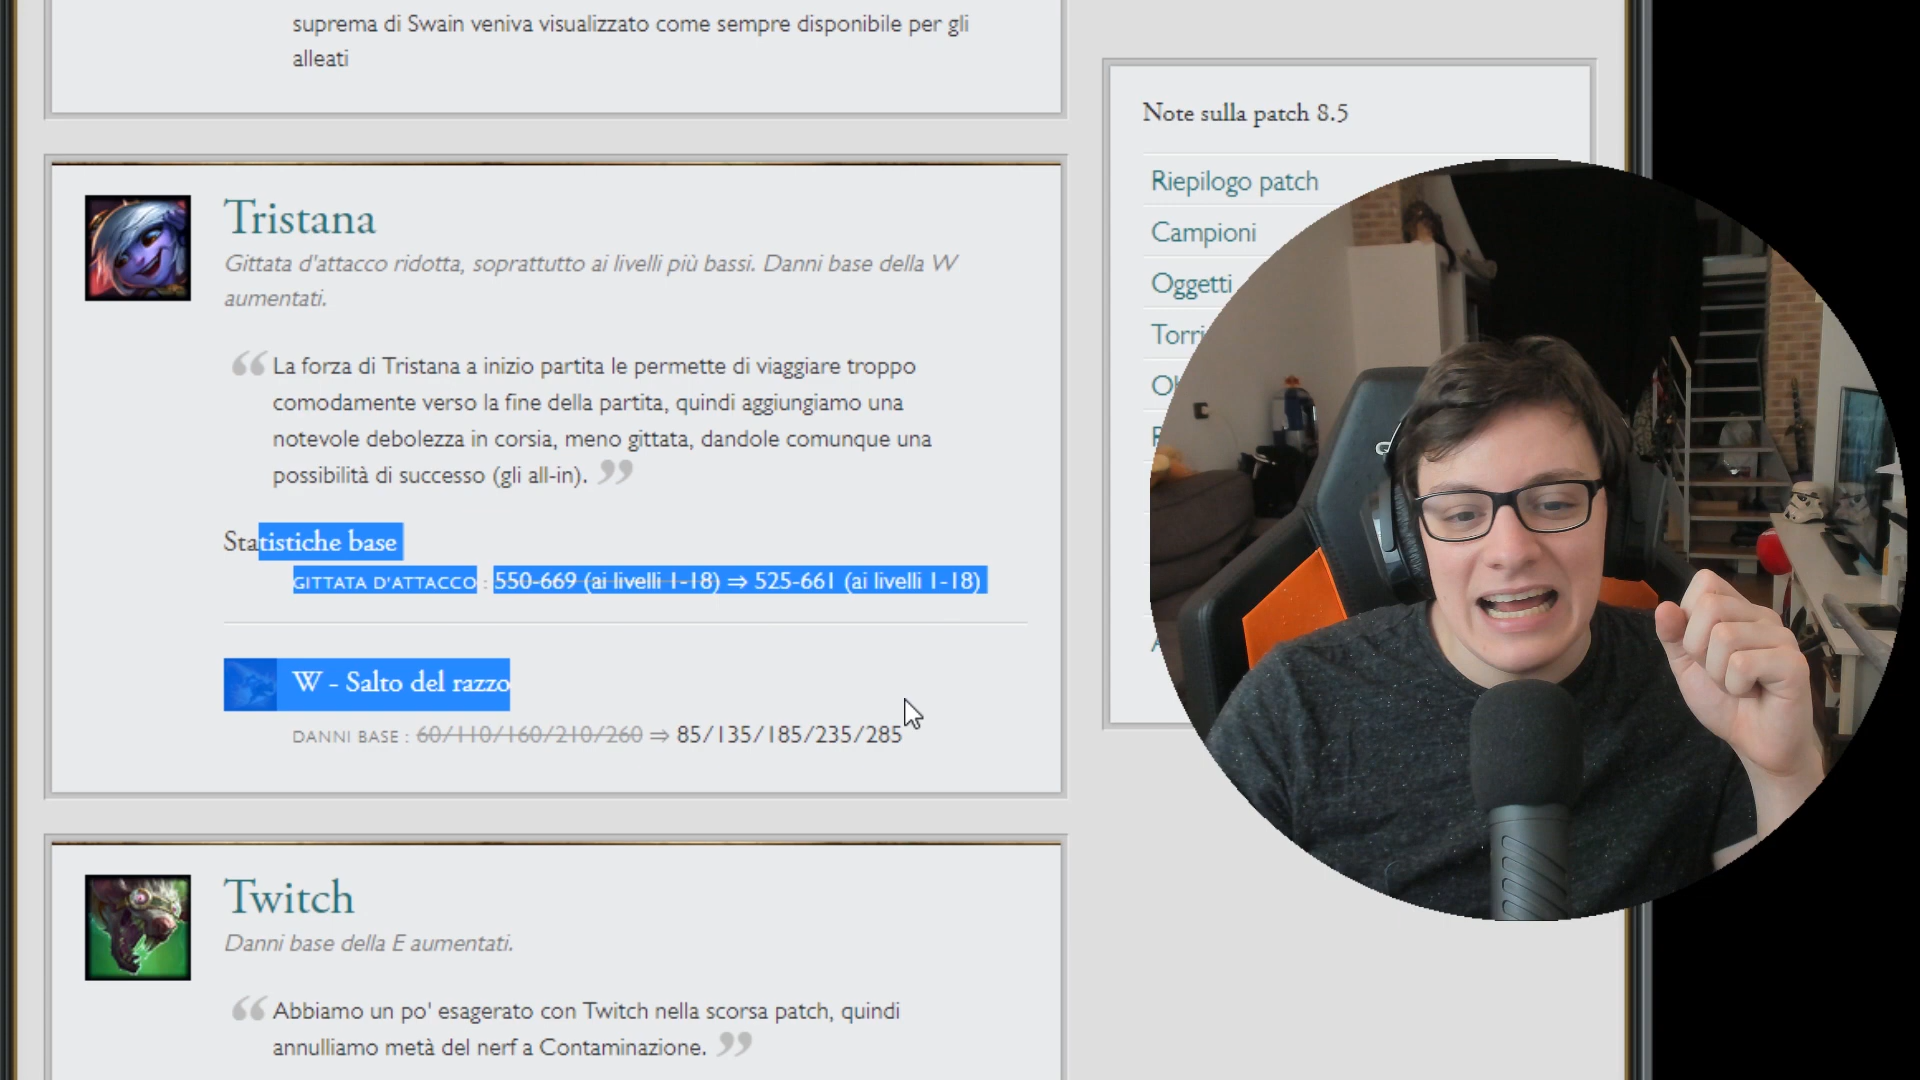 suprema di Swain veniva visualizzato come sempre disponibile per gli
alleati
Tristana
Gittata d'attacco ridotta, soprattutto ai livelli più bassi. Danni base della W
aumentati.
“ La forza di Tristana a inizio partita le permette di viaggiare troppo
comodamente verso la fine della partita, quindi aggiungiamo una
notevole debolezza in corsia, meno gittata, dandole comunque una
possibilità di successo (gli all-in). ”
Statistiche base
GITTATA D'ATTACCO : 550-669 (ai livelli 1-18) ⇒ 525-661 (ai livelli 1-18)
W - Salto del razzo
DANNI BASE : 60/110/160/210/260 ⇒ 85/135/185/235/285
Twitch
Danni base della E aumentati.
“ Abbiamo un po' esagerato con Twitch nella scorsa patch, quindi
annulliamo metà del nerf a Contaminazione. ”
Note sulla patch 8.5
Riepilogo patch
Campioni
Oggetti